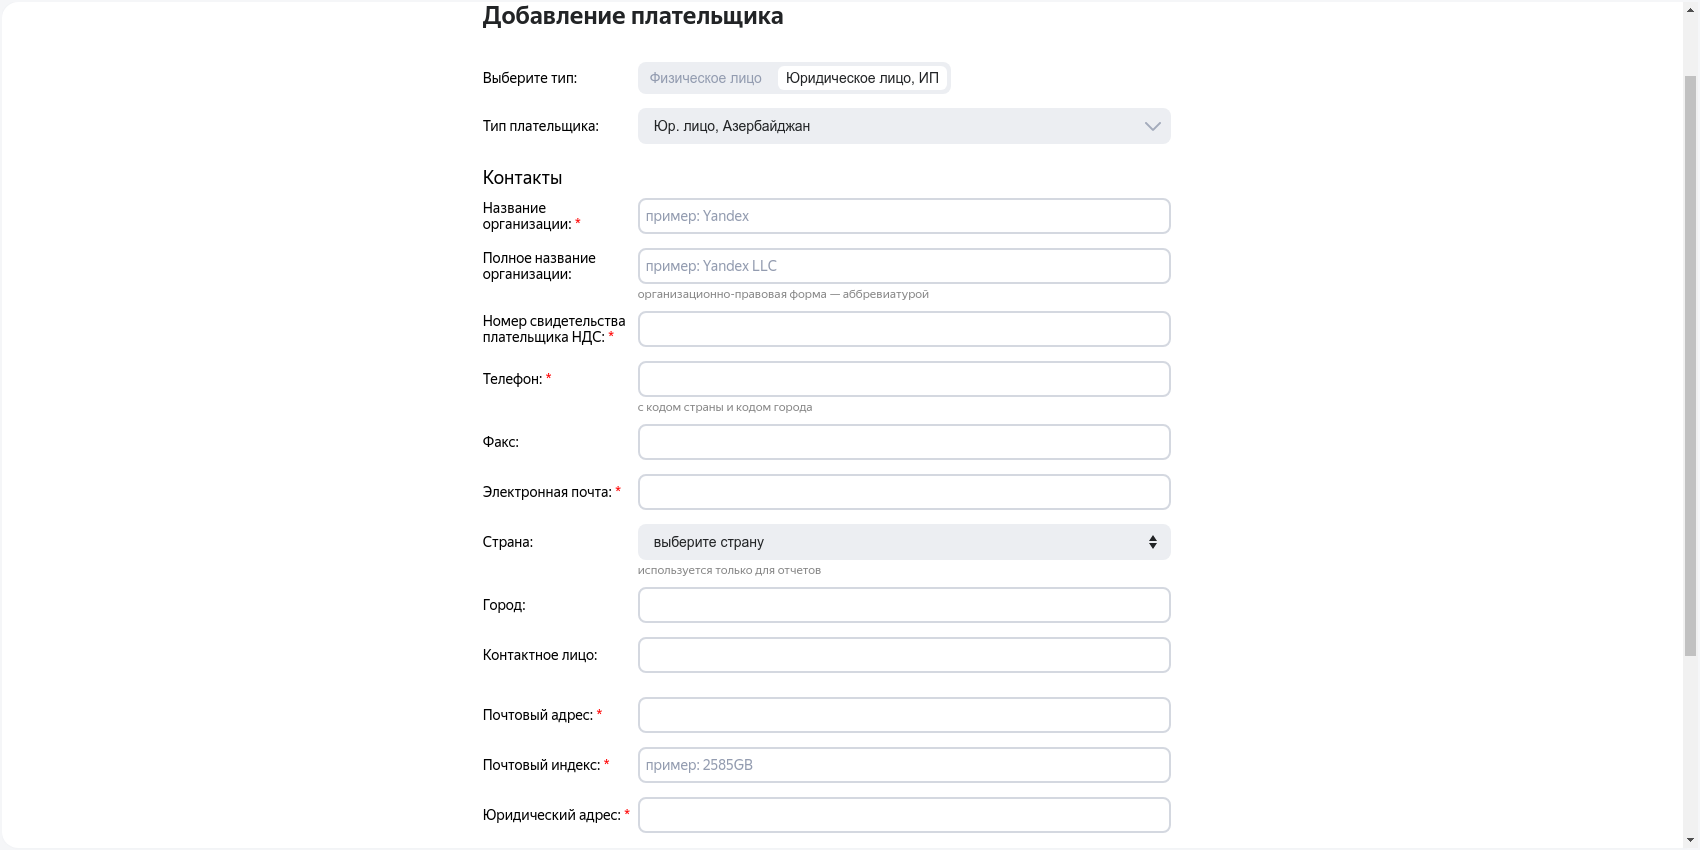 Добавление плательщика
Выберите тип: Физическое лицо Юридическое лицо, ИП
Тип плательщика: Юр. лицо, Азербайджан
Контакты
Название
организации: * пример: Yandex
Полное название
организации: пример: Yandex LLC
организационно-правовая форма — аббревиатурой
Номер свидетельства
плательщика НДС: *
Телефон: *
с кодом страны и кодом города
Факс:
Электронная почта: *
Страна: выберите страну
используется только для отчетов
Город:
Контактное лицо:
Почтовый адрес: *
Почтовый индекс: * пример: 2585GB
Юридический адрес: *